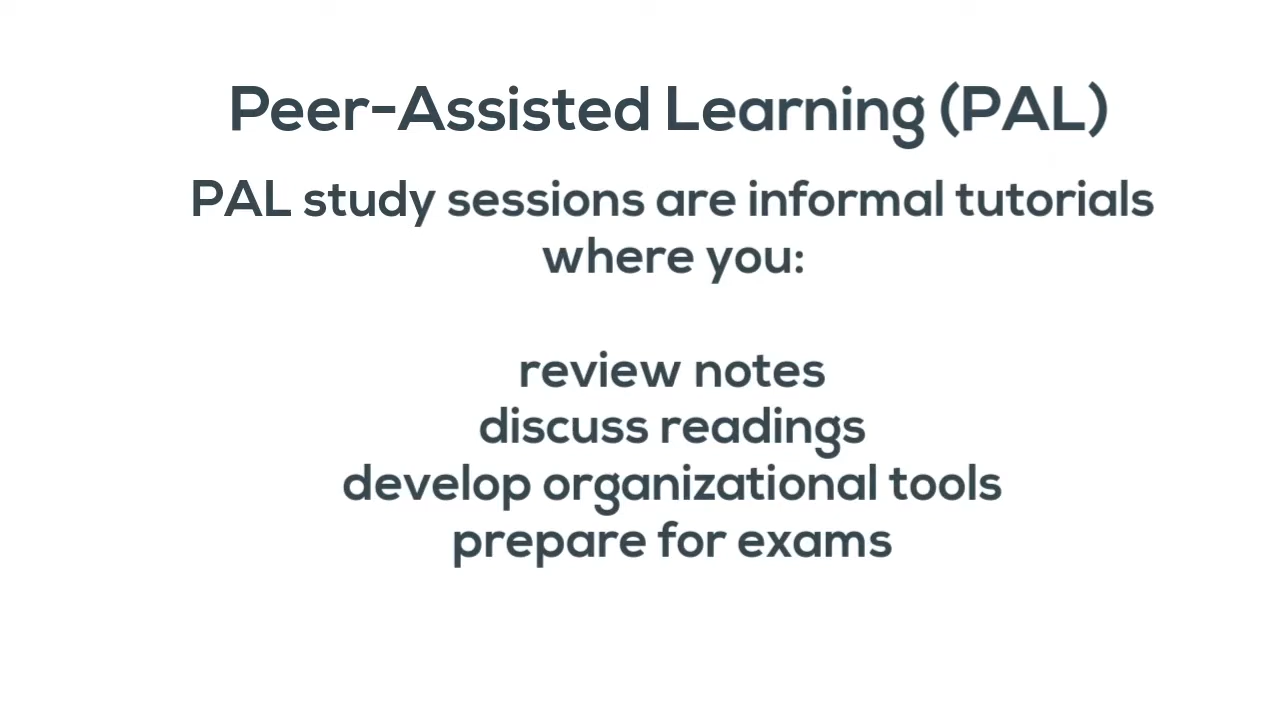 Peer-Assisted Learning (PAL)
PAL study sessions are informal tutorials
where you:
review notes
discuss readings
develop organizational tools
prepare for exams